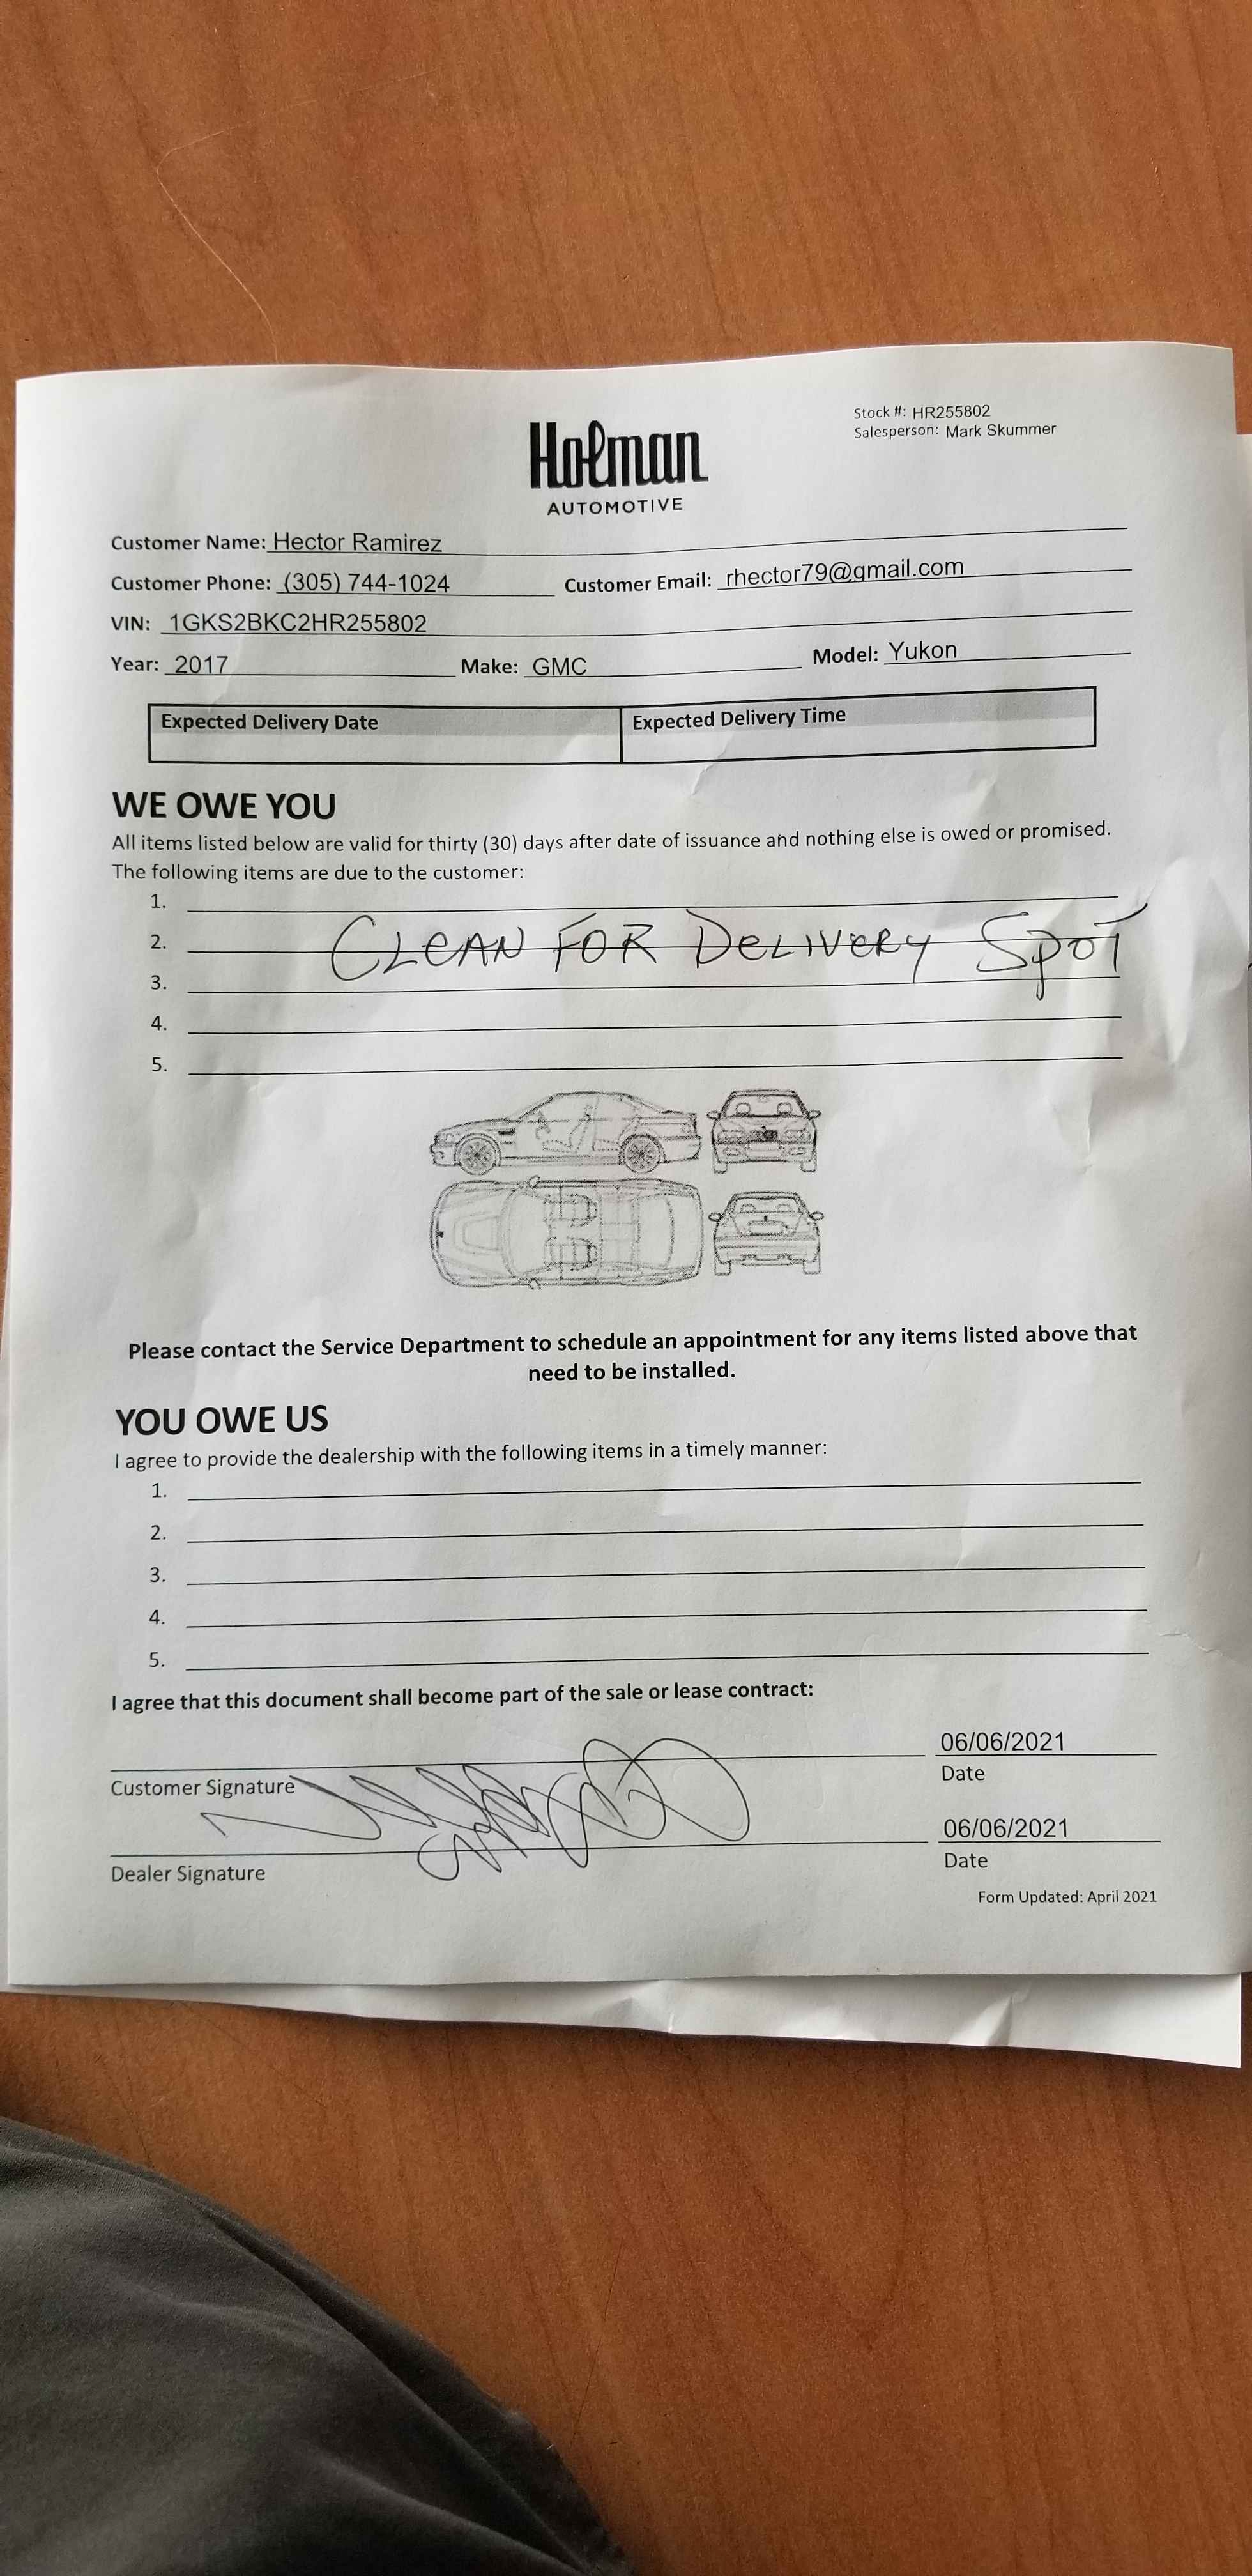 Stock #: HR255802
Salesperson: Mark Skummer
Holman
AUTOMOTIVE
Customer Name: Hector Ramirez
Customer Phone: (305) 744-1024 Customer Email: rhector79@gmail.com
VIN: 1GKS2BKC2HR255802
Year: 2017 Make: GMC Model: Yukon
Expected Delivery Date Expected Delivery Time
WE OWE YOU
All items listed below are valid for thirty (30) days after date of issuance and nothing else is owed or promised.
The following items are due to the customer:
1.
2. CLEAN FOR DELIVERY SPOT
3.
4.
5.
Please contact the Service Department to schedule an appointment for any items listed above that
need to be installed.
YOU OWE US
I agree to provide the dealership with the following items in a timely manner:
1.
2.
3.
4.
5.
I agree that this document shall become part of the sale or lease contract:
06/06/2021
Customer Signature Date
06/06/2021
Dealer Signature Date
Form Updated: April 2021